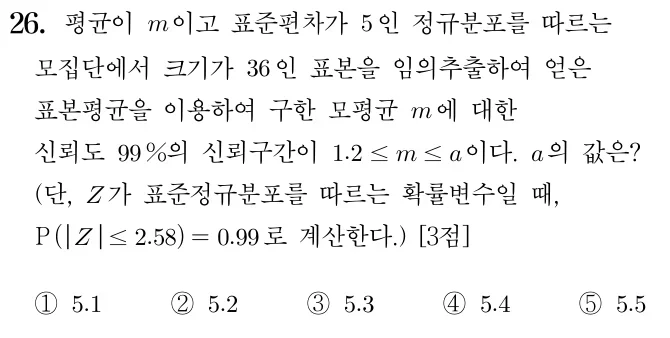 26. 평균이 m이고 표준편차가 5인 정규분포를 따르는
모집단에서 크기가 36인 표본을 임의추출하여 얻은
표본평균을 이용하여 구한 모평균 m에 대한
신뢰도 99%의 신뢰구간이 1.2 ≤ m ≤ a이다. a의 값은?
(단, Z가 표준정규분포를 따르는 확률변수일 때,
P(|Z| ≤ 2.58) = 0.99로 계산한다.) [3점]
① 5.1 ② 5.2 ③ 5.3 ④ 5.4 ⑤ 5.5